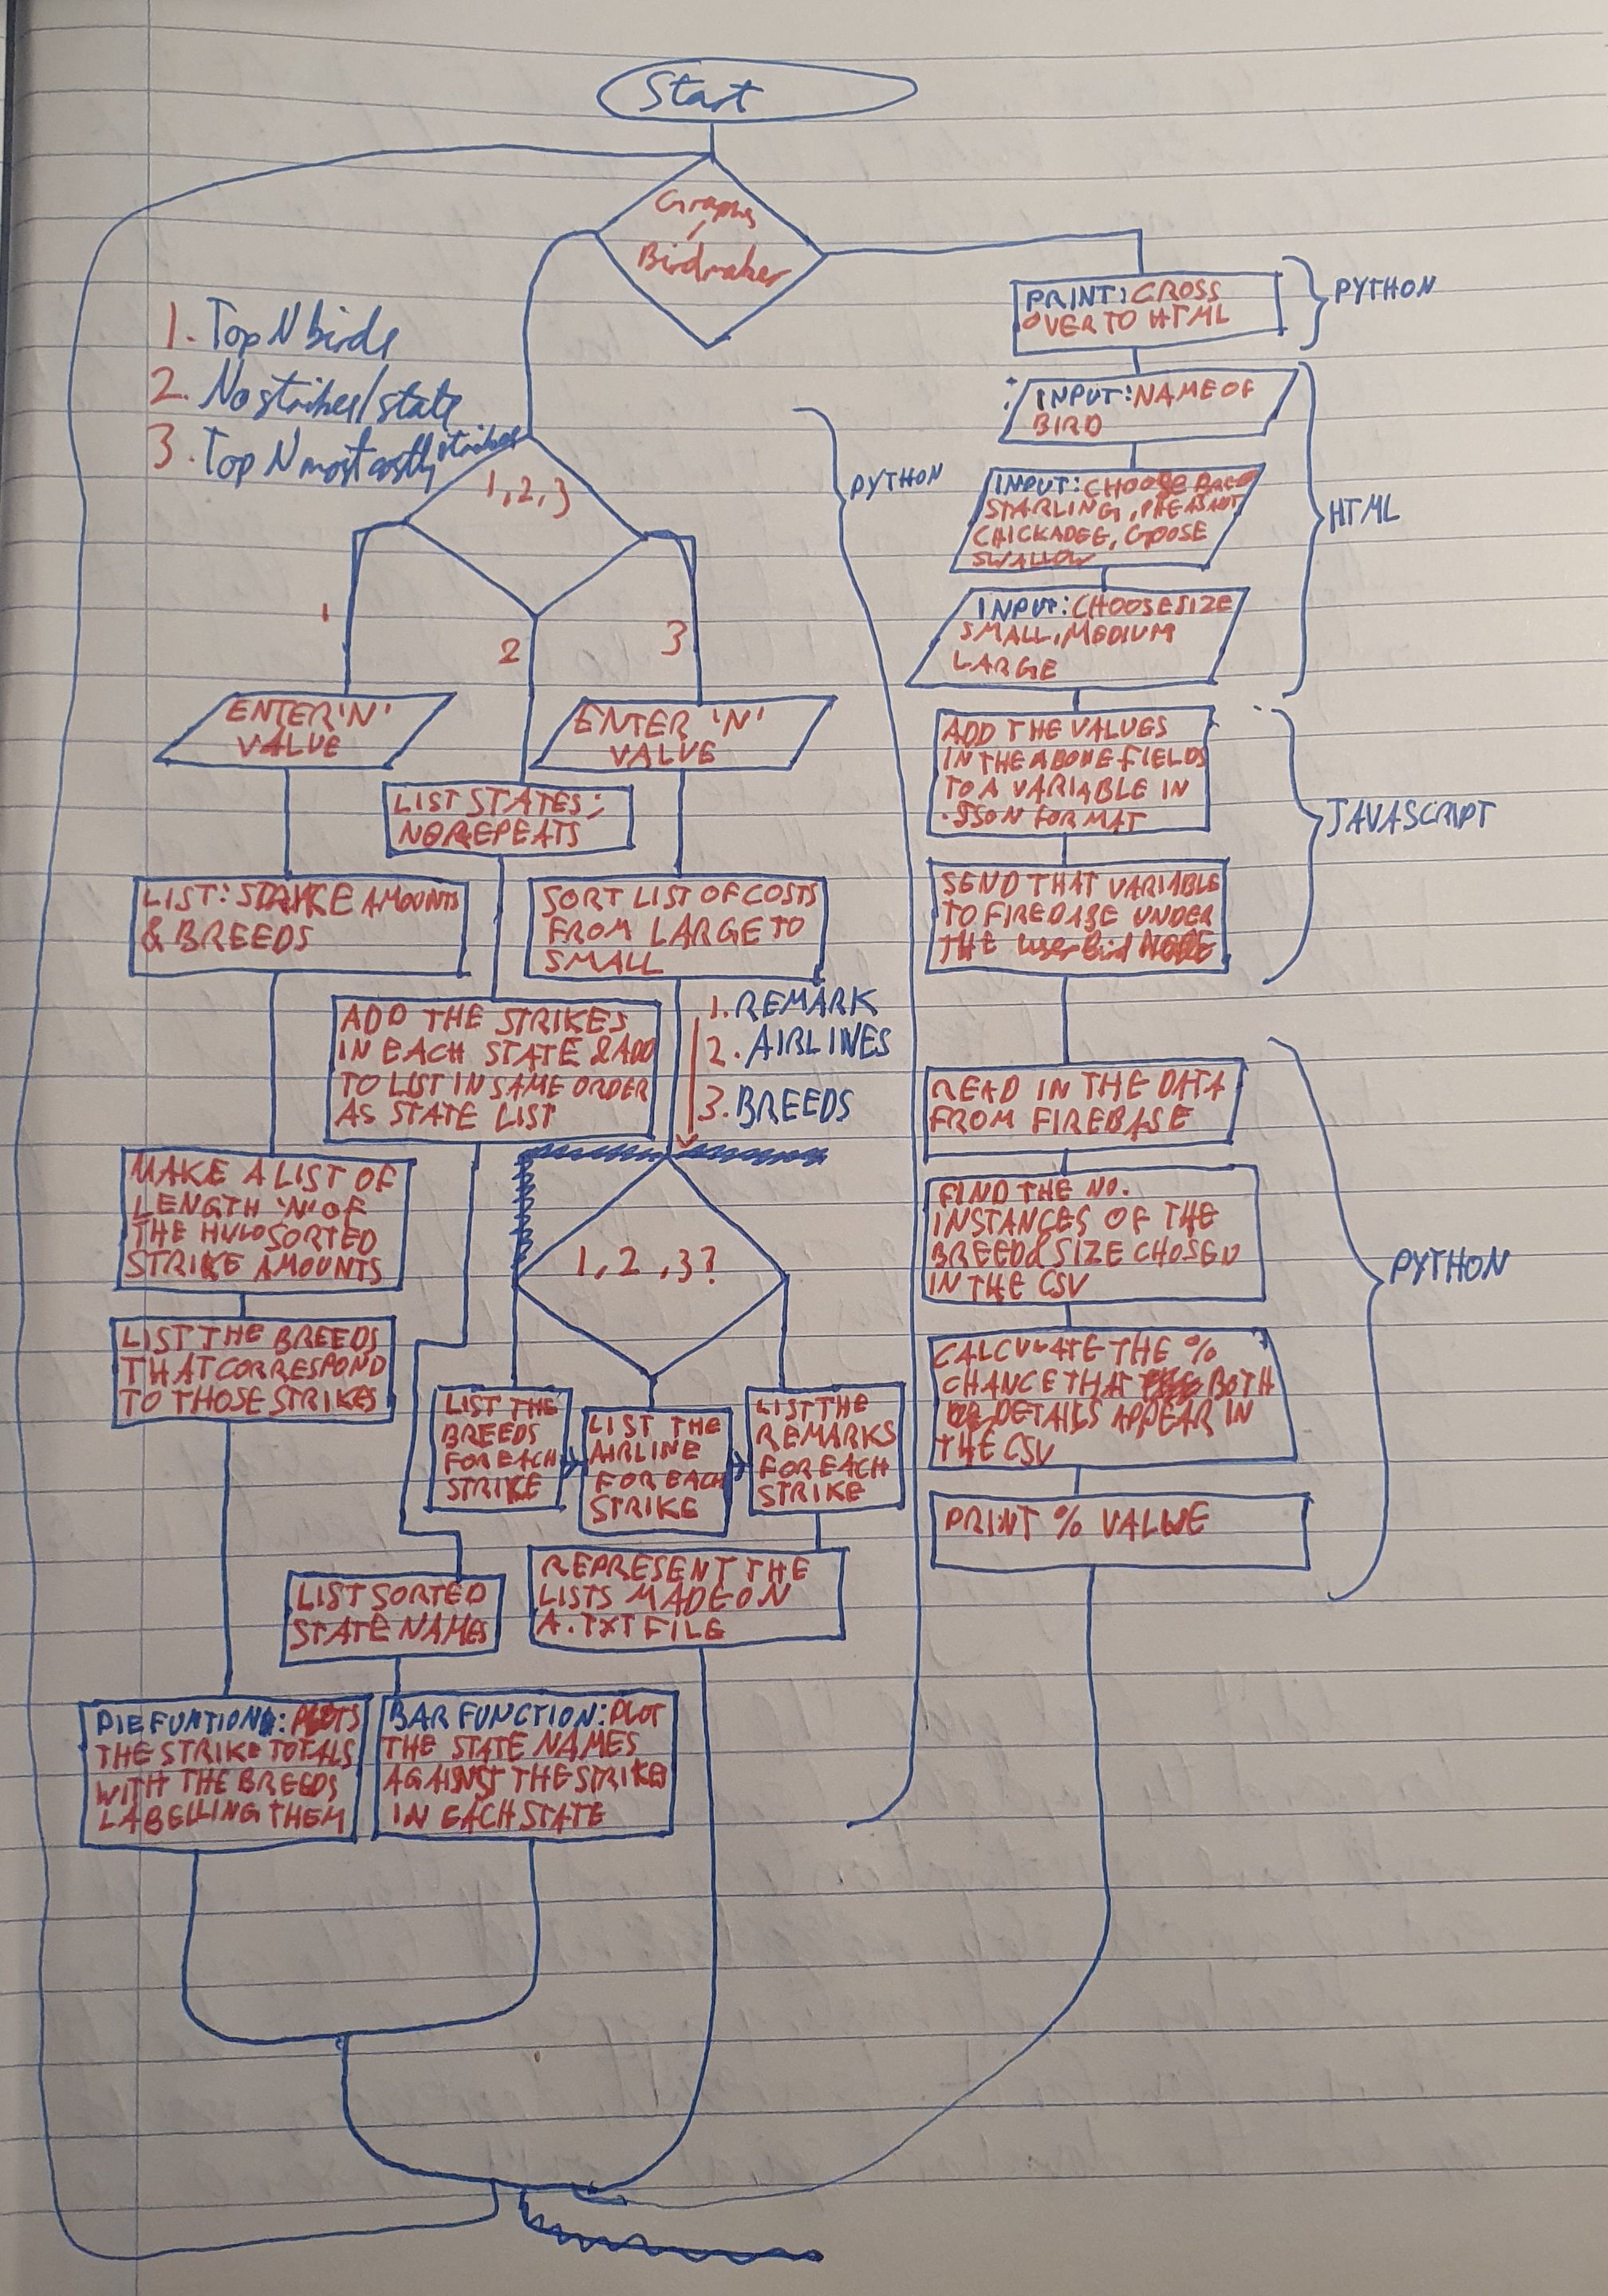 Start
Graphs
/
Birdmaker
PRINT: CROSS
OVER TO HTML
PYTHON
1. Top N birds
2. No strikes/state
3. Top N most costly strikes
INPUT: NAME OF
BIRD
INPUT: CHOOSE
STARLING, PHEASANT
CHICKADEE, GOOSE
SWALLOW
INPUT: CHOOSE SIZE
SMALL, MEDIUM
LARGE
HTML
1, 2, 3
PYTHON
1
2
3
ENTER 'N'
VALUE
ENTER 'N'
VALUE
LIST STATES;
NO REPEATS
ADD THE VALUES
IN THE ABOVE FIELDS
TO A VARIABLE IN
.JSON FORMAT
SEND THAT VARIABLE
TO FIREBASE UNDER
THE user bird NODE
JAVASCRIPT
LIST: STRIKE AMOUNTS
& BREEDS
SORT LIST OF COSTS
FROM LARGE TO
SMALL
ADD THE STRIKES
IN EACH STATE & ADD
TO LIST IN SAME ORDER
AS STATE LIST
1. REMARK
2. AIRLINES
3. BREEDS
READ IN THE DATA
FROM FIREBASE
MAKE A LIST OF
LENGTH 'N' OF
THE SORTED
STRIKE AMOUNTS
1, 2, 3?
FIND THE NO.
INSTANCES OF THE
BREED & SIZE CHOSEN
IN THE CSV
PYTHON
LIST THE BREEDS
THAT CORRESPOND
TO THOSE STRIKES
LIST THE
BREEDS
FOR EACH
STRIKE
LIST THE
AIRLINE
FOR EACH
STRIKE
LIST THE
REMARKS
FOR EACH
STRIKE
CALCULATE THE %
CHANCE THAT BOTH
DETAILS APPEAR IN
THE CSV
PRINT % VALUE
LIST SORTED
STATE NAMES
REPRESENT THE
LISTS MADE ON
A .TXT FILE
PIE FUNTION: PLOTS
THE STRIKE TOTALS
WITH THE BREEDS
LABELLING THEM
BAR FUNCTION: PLOT
THE STATE NAMES
AGAINST THE STRIKES
IN EACH STATE